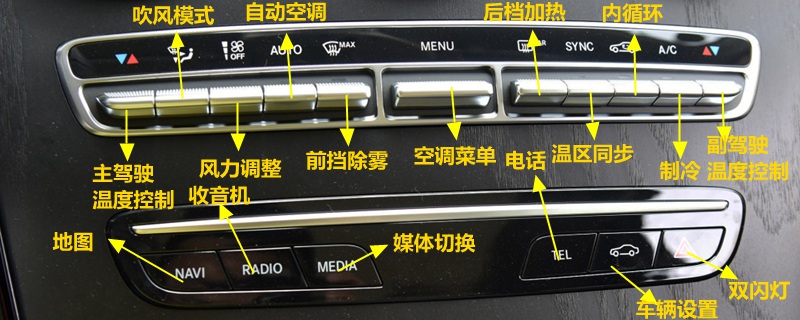 吹风模式
自动空调
后档加热
内循环
OFF
AUTO
MAX
MENU
SYNC
A/C
主驾驶
温度控制
风力调整
前挡除雾
空调菜单
电话
温区同步
制冷
副驾驶
温度控制
收音机
地图
媒体切换
NAVI
RADIO
MEDIA
TEL
双闪灯
车辆设置